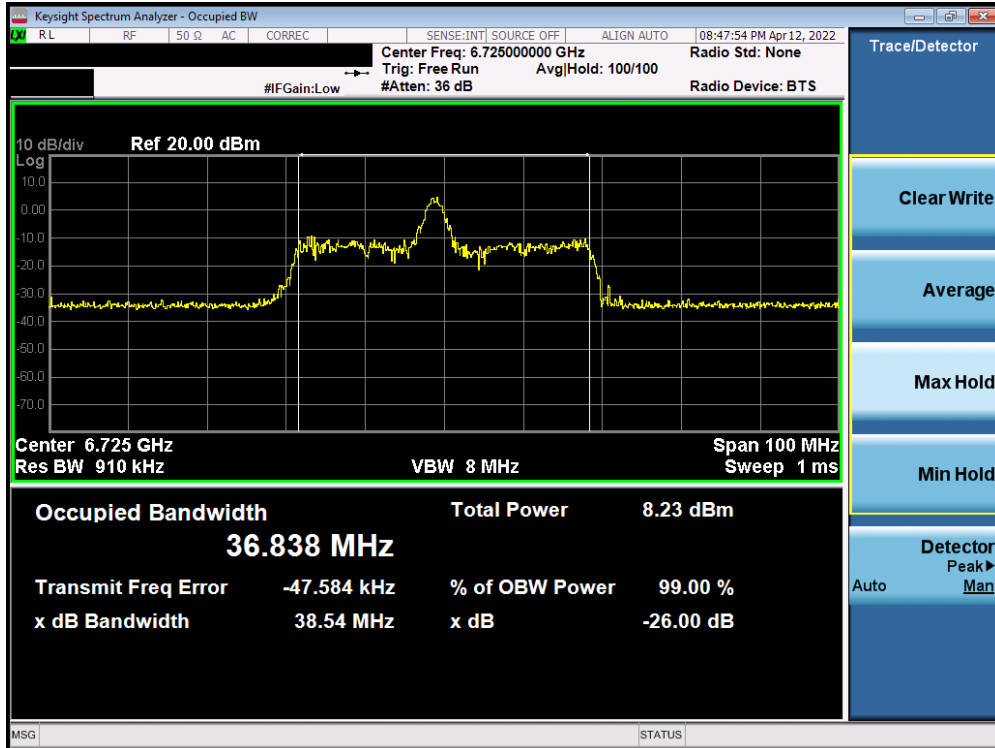 Keysight Spectrum Analyzer - Occupied BW
LXI RL RF 50 Ω AC CORREC SENSE:INT SOURCE OFF ALIGN AUTO 08:47:54 PM Apr 12, 2022
Center Freq: 6.725000000 GHz Radio Std: None
Trig: Free Run Avg|Hold: 100/100
#IFGain:Low #Atten: 36 dB Radio Device: BTS
10 dB/div Ref 20.00 dBm
Log
10.0
0.00
-10.0
-20.0
-30.0
-40.0
-50.0
-60.0
-70.0
Center 6.725 GHz Span 100 MHz
Res BW 910 kHz VBW 8 MHz Sweep 1 ms
Occupied Bandwidth Total Power 8.23 dBm
36.838 MHz
Transmit Freq Error -47.584 kHz % of OBW Power 99.00 %
x dB Bandwidth 38.54 MHz x dB -26.00 dB
MSG STATUS
Trace/Detector
Clear Write
Average
Max Hold
Min Hold
Detector
Peak▶
Auto Man